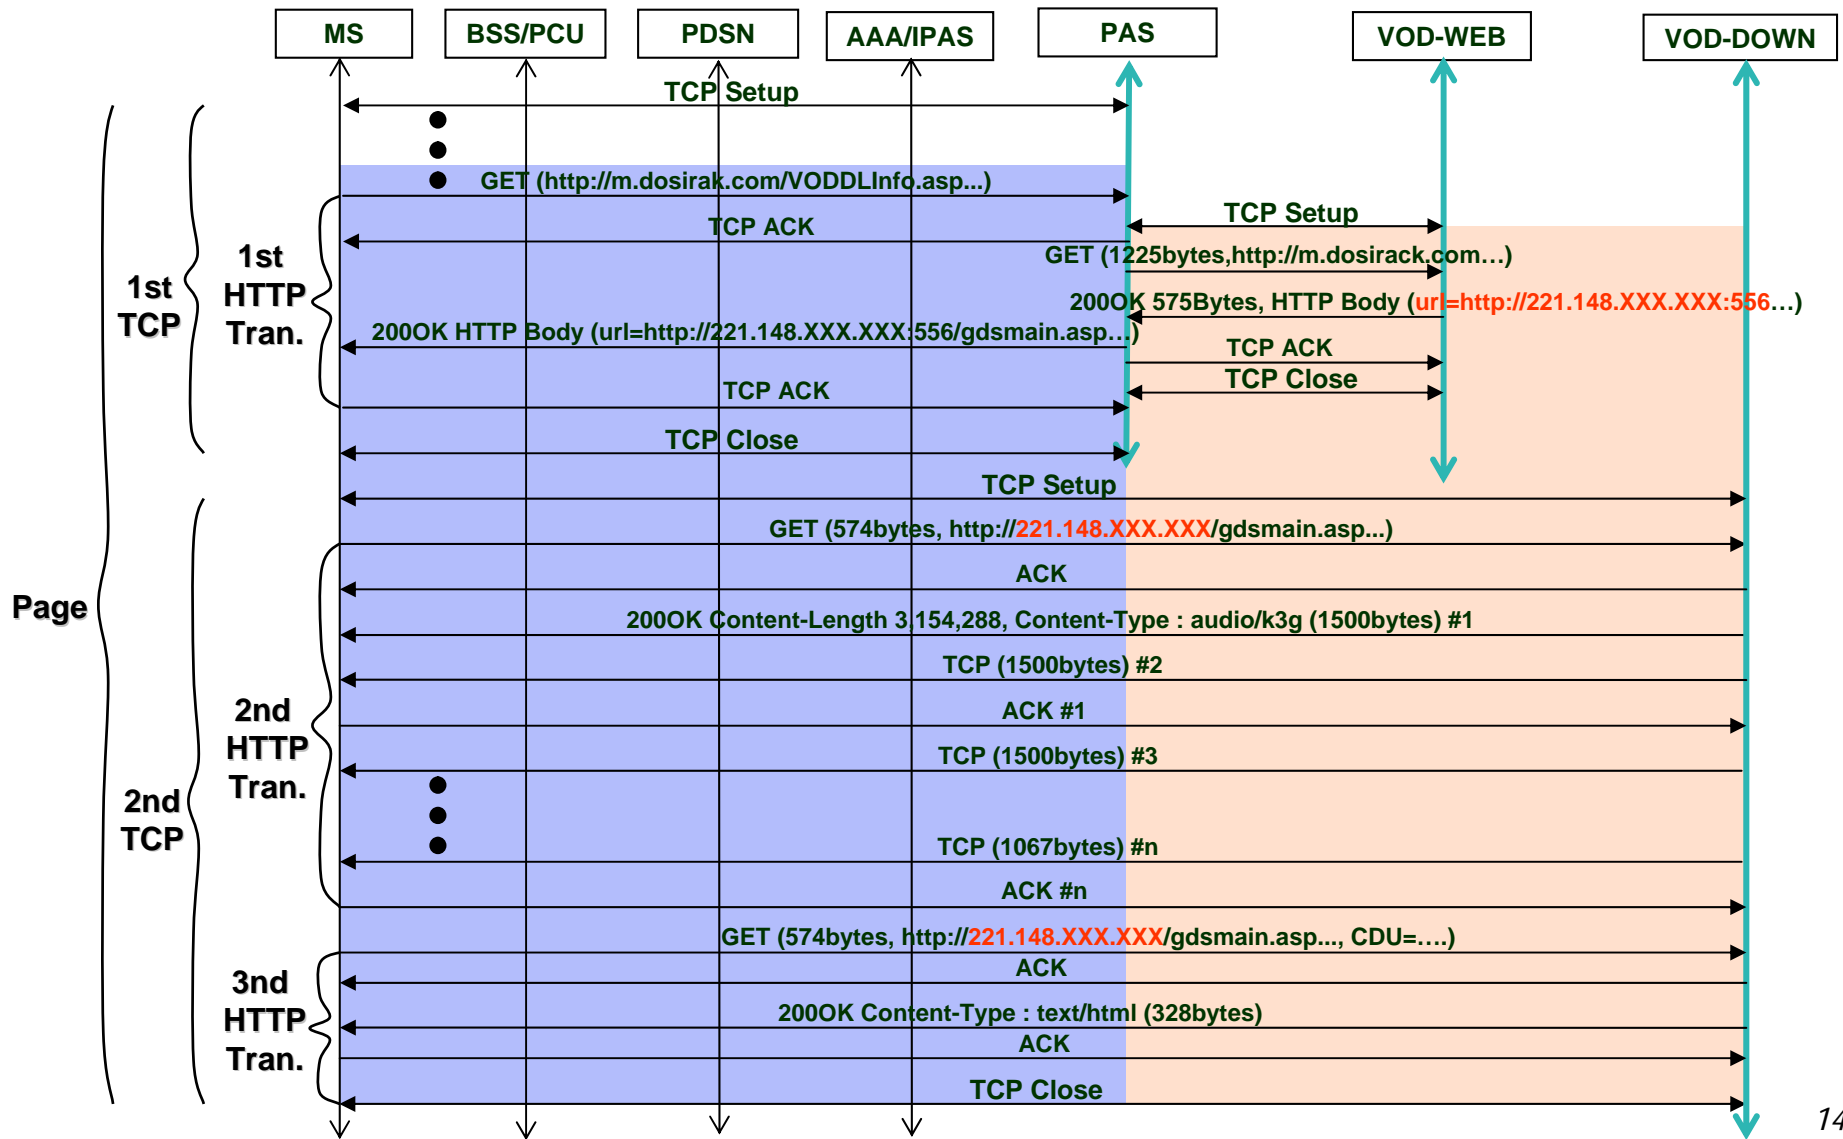 MS
BSS/PCU
PDSN
AAA/IPAS
PAS
VOD-WEB
VOD-DOWN
TCP Setup
GET (http://m.dosirak.com/VODDLInfo.asp...)
TCP Setup
TCP ACK
GET (1225bytes,http://m.dosirack.com…)
200OK 575Bytes, HTTP Body (url=http://221.148.XXX.XXX:556…)
200OK HTTP Body (url=http://221.148.XXX.XXX:556/gdsmain.asp…)
TCP ACK
TCP Close
TCP ACK
TCP Close
1st
HTTP
Tran.
1st
TCP
TCP Setup
GET (574bytes, http://221.148.XXX.XXX/gdsmain.asp...)
ACK
200OK Content-Length 3,154,288, Content-Type : audio/k3g (1500bytes) #1
TCP (1500bytes) #2
ACK #1
TCP (1500bytes) #3
TCP (1067bytes) #n
ACK #n
Page
2nd
HTTP
Tran.
2nd
TCP
GET (574bytes, http://221.148.XXX.XXX/gdsmain.asp..., CDU=….)
ACK
200OK Content-Type : text/html (328bytes)
ACK
TCP Close
3nd
HTTP
Tran.
14